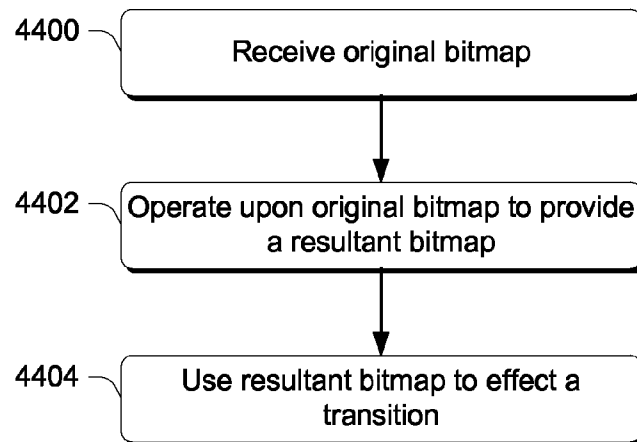 4400
Receive original bitmap
4402
Operate upon original bitmap to provide
a resultant bitmap
4404
Use resultant bitmap to effect a
transition